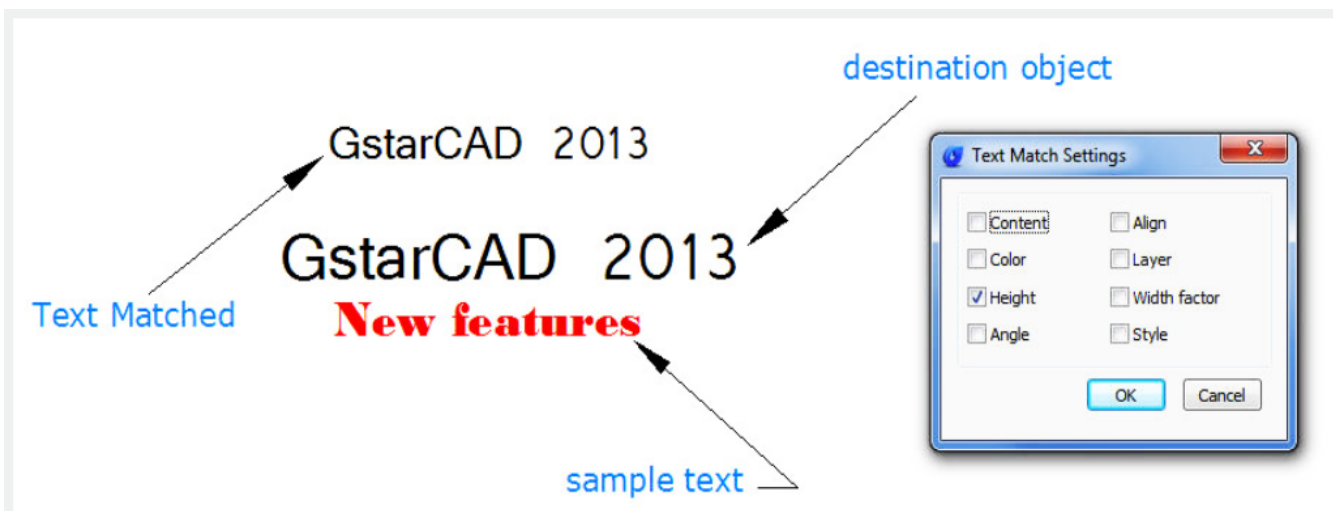 destination object
GstarCAD 2013
GstarCAD 2013
Text Matched
New features
sample text
Text Match Settings
Content
Align
Color
Layer
Height
Width factor
Angle
Style
OK
Cancel